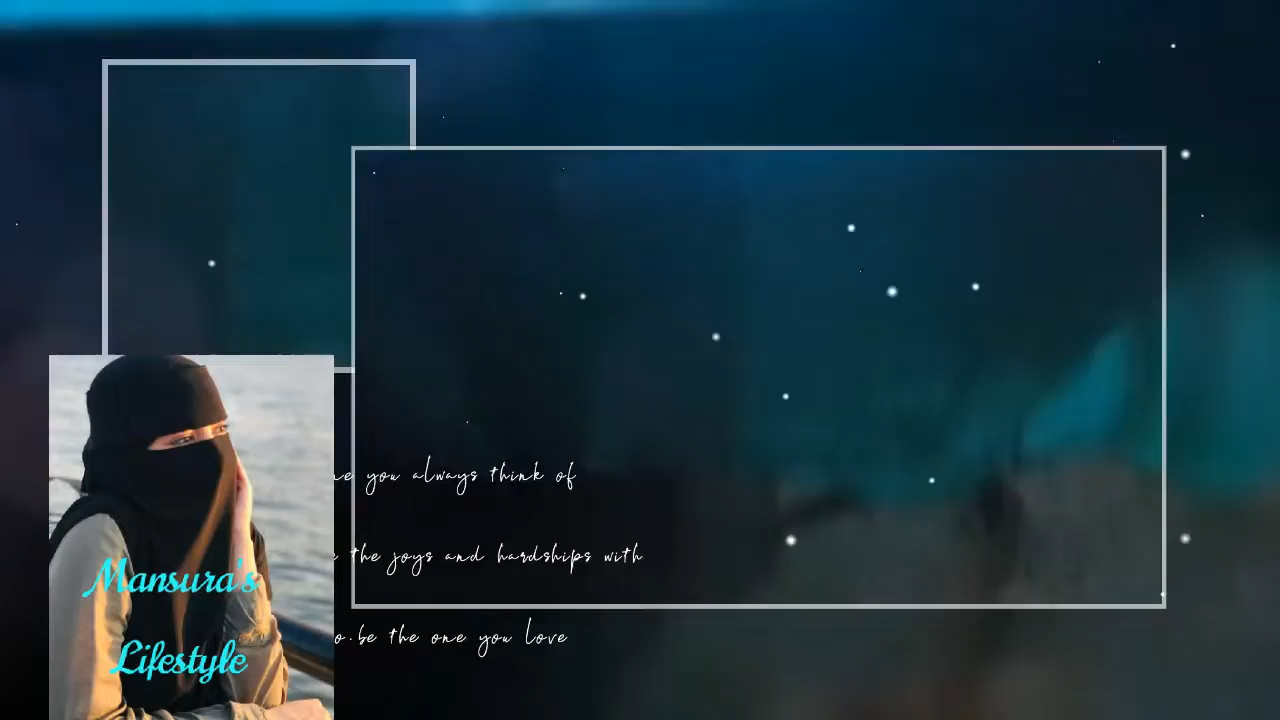 you always think of
the joys and hardships with
be the one you love
Mansura's
Lifestyle